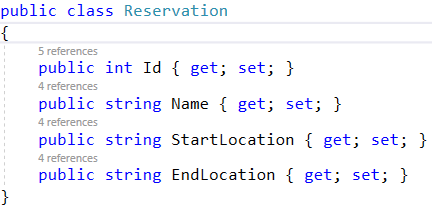 public class Reservation
{
5 references
public int Id { get; set; }
4 references
public string Name { get; set; }
4 references
public string StartLocation { get; set; }
4 references
public string EndLocation { get; set; }
}